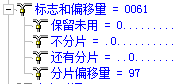 标志和偏移量 = 0061
保留未用 = 0...............
不分片 = .0..............
还有分片 = ..0.............
分片偏移量 = 97